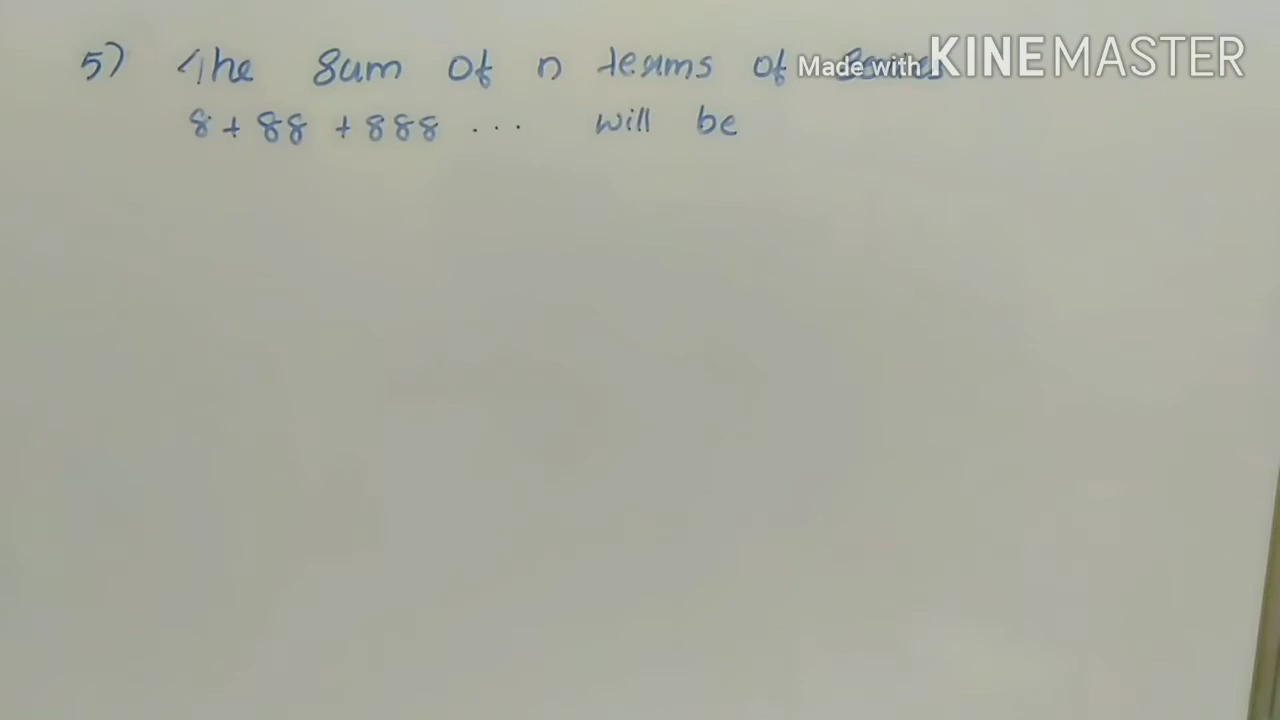 5) The Sum of n terms of
Made with KINEMASTER
8 + 88 + 888 ... will be